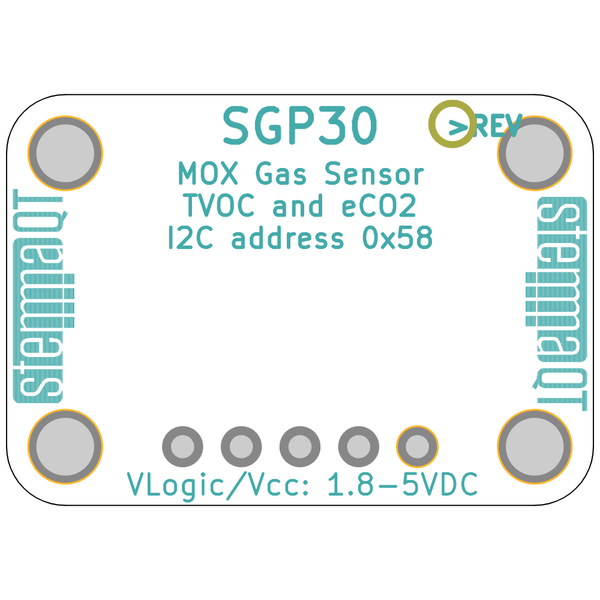 SGP30
>REV
MOX Gas Sensor
TVOC and eCO2
I2C address 0x58
stemmaQT
stemmaQT
VLogic/Vcc: 1.8-5VDC